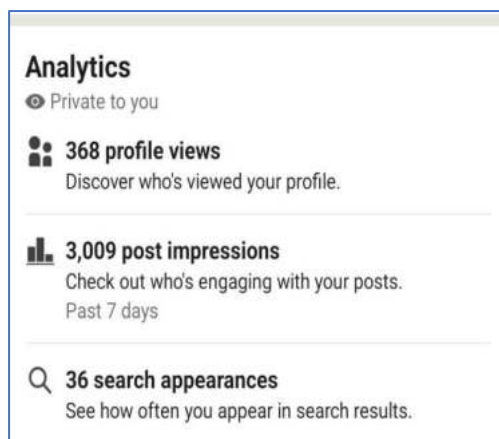 Analytics
Private to you
368 profile views
Discover who's viewed your profile.
3,009 post impressions
Check out who's engaging with your posts.
Past 7 days
36 search appearances
See how often you appear in search results.